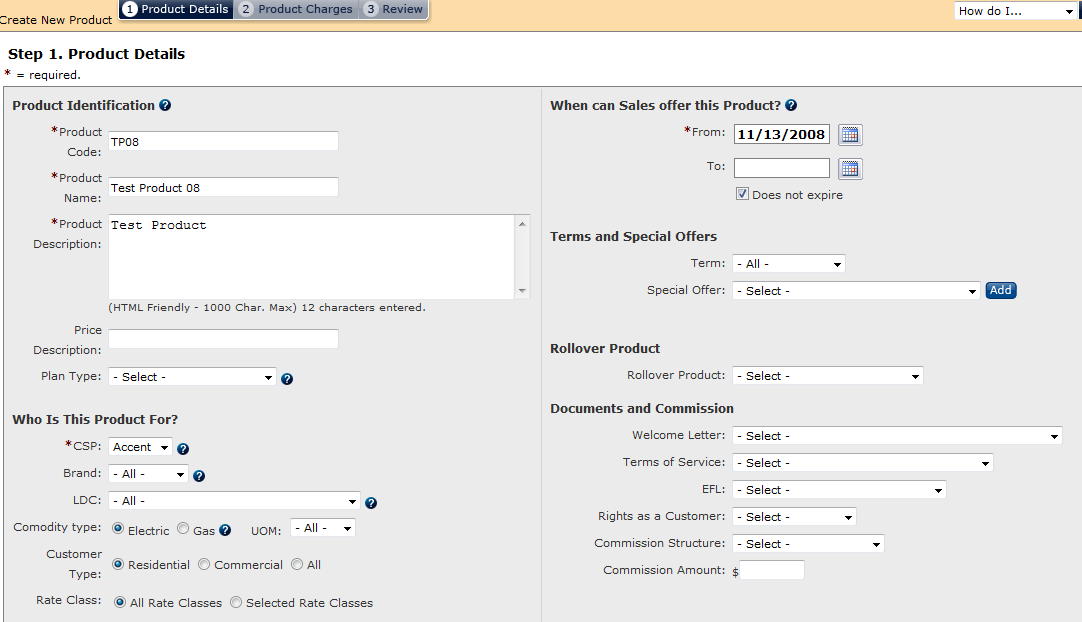 Create New Product
1 Product Details 2 Product Charges 3 Review
How do I...
Step 1. Product Details
* = required.
Product Identification ?
*Product Code: TP08
*Product Name: Test Product 08
*Product Description: Test Product
(HTML Friendly - 1000 Char. Max) 12 characters entered.
Price Description:
Plan Type: - Select - ?
Who Is This Product For?
*CSP: Accent ?
Brand: - All - ?
LDC: - All - ?
Comodity type: Electric Gas ? UOM: - All -
Customer Type: Residential Commercial All
Rate Class: All Rate Classes Selected Rate Classes
When can Sales offer this Product? ?
*From: 11/13/2008
To:
Does not expire
Terms and Special Offers
Term: - All -
Special Offer: - Select - Add
Rollover Product
Rollover Product: - Select -
Documents and Commission
Welcome Letter: - Select -
Terms of Service: - Select -
EFL: - Select -
Rights as a Customer: - Select -
Commission Structure: - Select -
Commission Amount: $